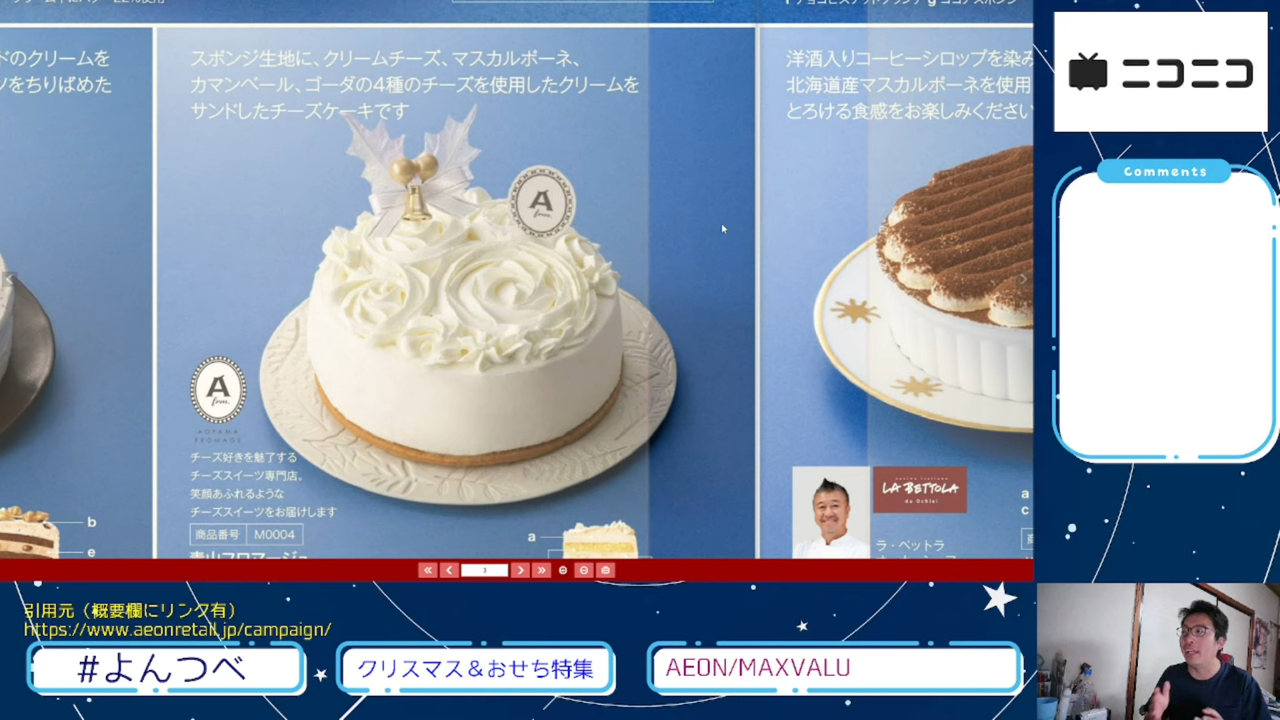 ドのクリームを
ツをちりばめた
スポンジ生地に、クリームチーズ、マスカルポーネ、
カマンベール、ゴーダの4種のチーズを使用したクリームを
サンドしたチーズケーキです
洋酒入りコーヒーシロップを染み
北海道産マスカルポーネを使用
とろける食感をお楽しみください
A
from.
A
from.
AOYAMA
FROMAGE
チーズ好きを魅了する
チーズスイーツ専門店。
笑顔あふれるような
チーズスイーツをお届けします
商品番号 M0004
b
e
a
LA BETTOLA
da Ochiai
ラ・ベットラ
a
c
3
ニコニコ
Comments
引用元（概要欄にリンク有）
https://www.aeonretail.jp/campaign/
#よんつべ
クリスマス＆おせち特集
AEON/MAXVALU